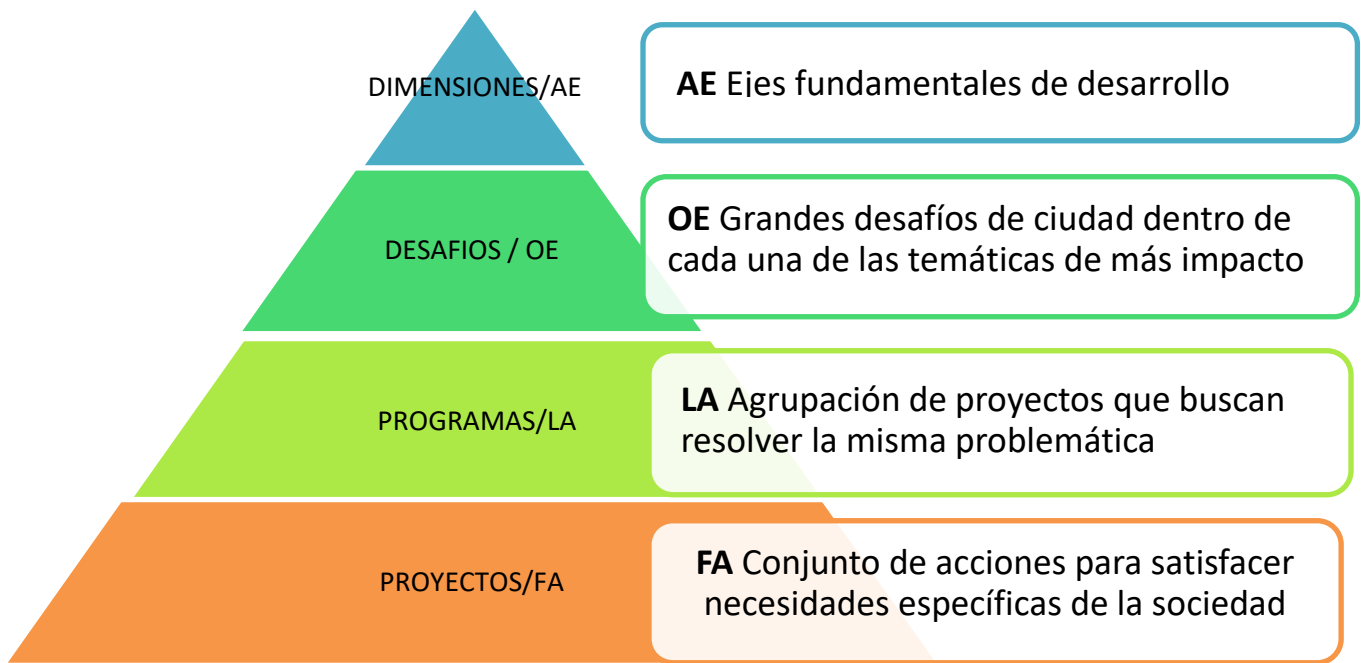 DIMENSIONES/AE
AE Ejes fundamentales de desarrollo
DESAFIOS / OE
OE Grandes desafíos de ciudad dentro de
cada una de las temáticas de más impacto
PROGRAMAS/LA
LA Agrupación de proyectos que buscan
resolver la misma problemática
PROYECTOS/FA
FA Conjunto de acciones para satisfacer
necesidades específicas de la sociedad